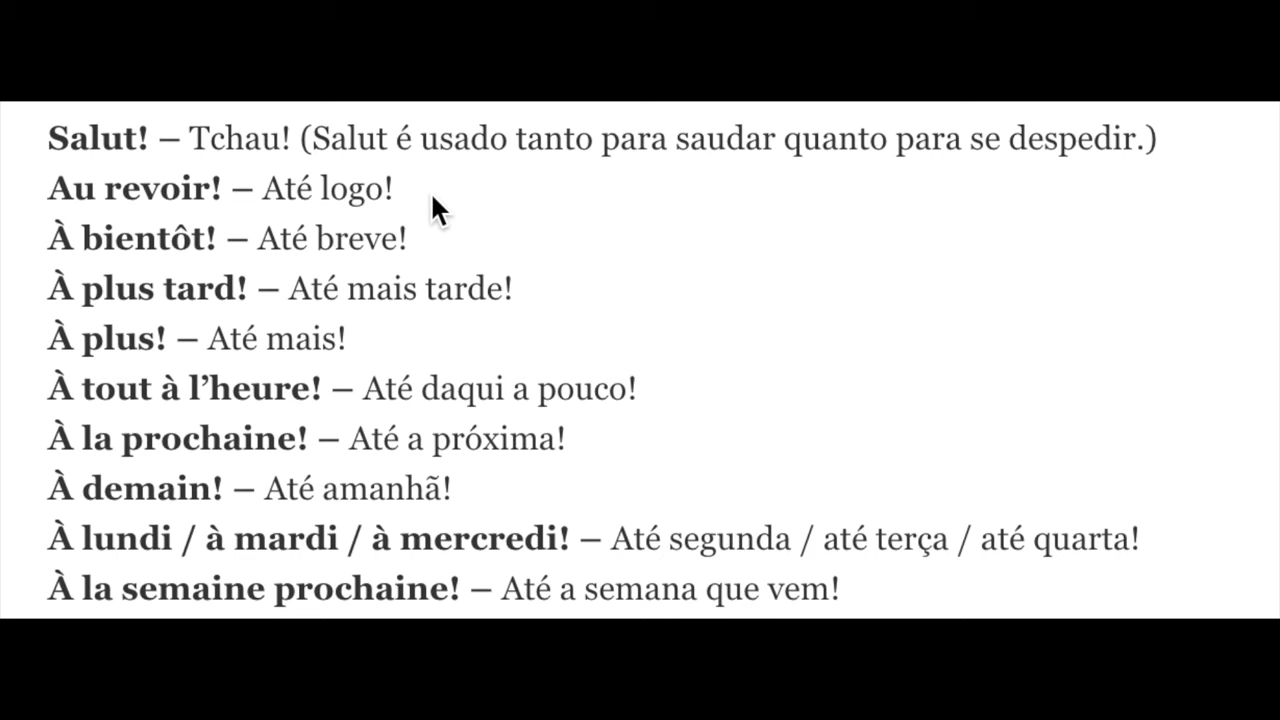 Salut! – Tchau! (Salut é usado tanto para saudar quanto para se despedir.)
Au revoir! – Até logo!
À bientôt! – Até breve!
À plus tard! – Até mais tarde!
À plus! – Até mais!
À tout à l’heure! – Até daqui a pouco!
À la prochaine! – Até a próxima!
À demain! – Até amanhã!
À lundi / à mardi / à mercredi! – Até segunda / até terça / até quarta!
À la semaine prochaine! – Até a semana que vem!